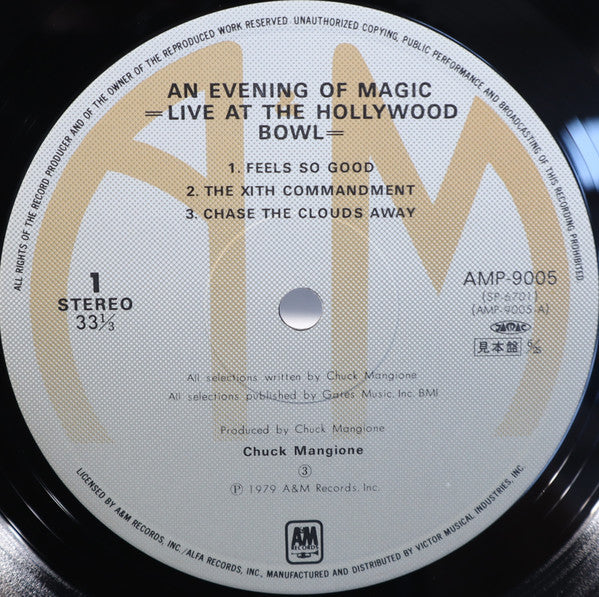 ALL RIGHTS OF THE RECORD PRODUCER AND OF THE OWNER OF THE REPRODUCED WORK RESERVED. UNAUTHORIZED COPYING, PUBLIC PERFORMANCE AND BROADCASTING OF THIS RECORDING PROHIBITED
AN EVENING OF MAGIC
=LIVE AT THE HOLLYWOOD
BOWL=
1. FEELS SO GOOD
2. THE XITH COMMANDMENT
3. CHASE THE CLOUDS AWAY
1
STEREO
33⅓
AMP-9005
(SP-6701)
(AMP-9005-A)
見本盤
All selections written by Chuck Mangione
All selections published by Gates Music, Inc. BMI
Produced by Chuck Mangione
Chuck Mangione
③
Ⓟ 1979 A&M Records, Inc.
A&M
RECORDS
LICENSED BY A&M RECORDS, INC./ALFA RECORDS, INC., MANUFACTURED AND DISTRIBUTED BY VICTOR MUSICAL INDUSTRIES, INC.